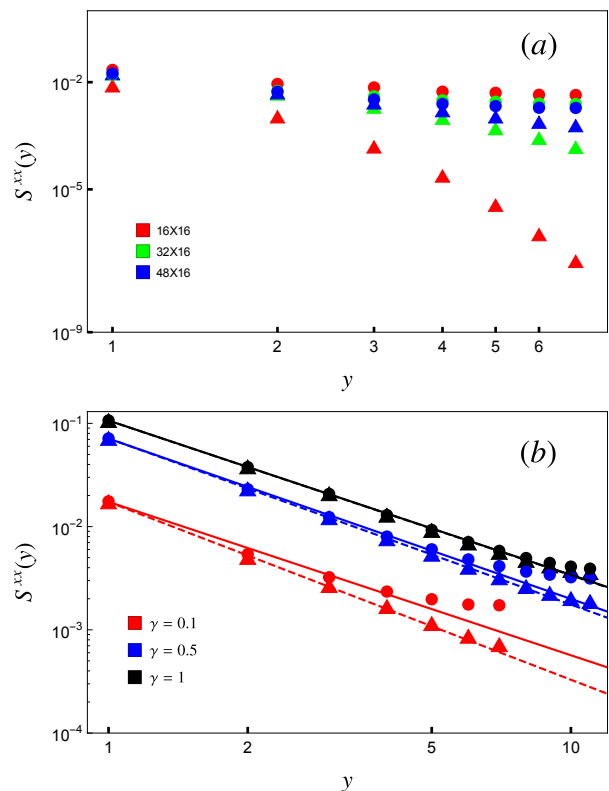 (a)
10^-2
10^-5
10^-9
S^xx(y)
16X16
32X16
48X16
1 2 3 4 5 6
y
(b)
10^-1
10^-2
10^-3
10^-4
S^xx(y)
γ = 0.1
γ = 0.5
γ = 1
1 2 5 10
y